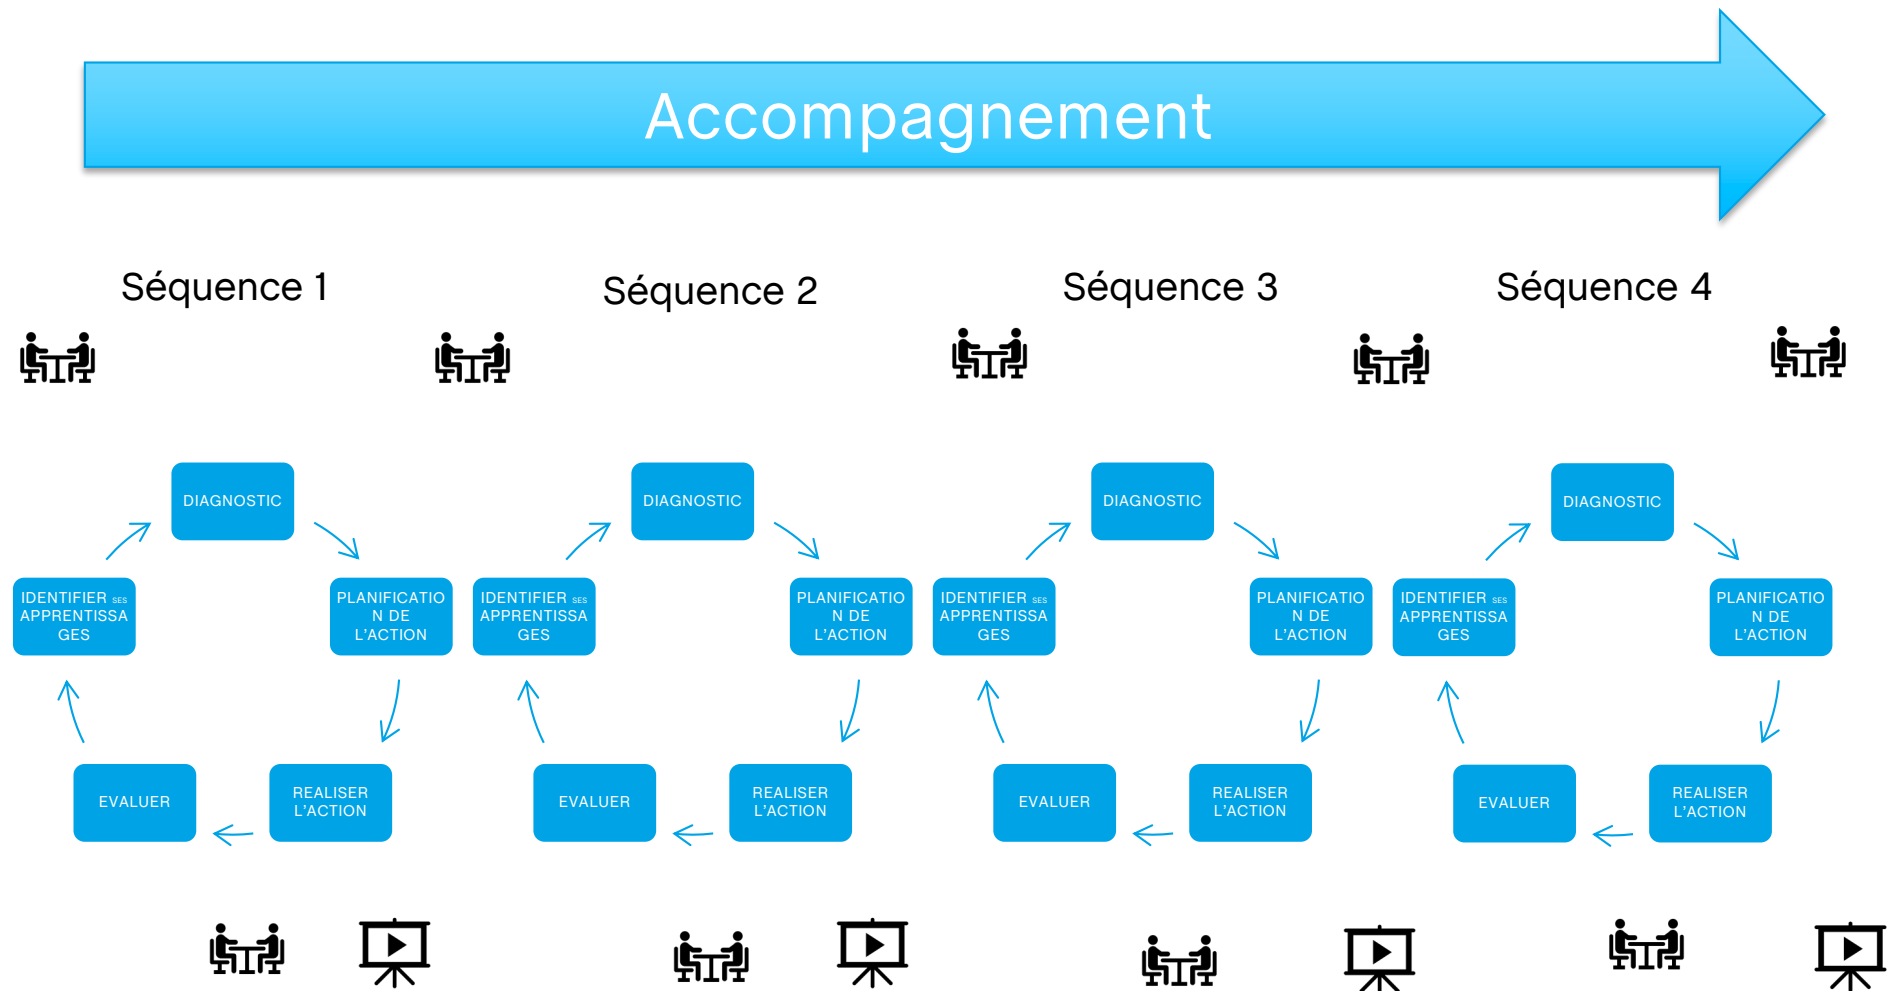 Accompagnement
Séquence 1
Séquence 2
Séquence 3
Séquence 4
DIAGNOSTIC
PLANIFICATIO
N DE
L'ACTION
REALISER
L'ACTION
EVALUER
IDENTIFIER SES
APPRENTISSA
GES
DIAGNOSTIC
PLANIFICATIO
N DE
L'ACTION
REALISER
L'ACTION
EVALUER
IDENTIFIER SES
APPRENTISSA
GES
DIAGNOSTIC
PLANIFICATIO
N DE
L'ACTION
REALISER
L'ACTION
EVALUER
IDENTIFIER SES
APPRENTISSA
GES
DIAGNOSTIC
PLANIFICATIO
N DE
L'ACTION
REALISER
L'ACTION
EVALUER
IDENTIFIER SES
APPRENTISSA
GES